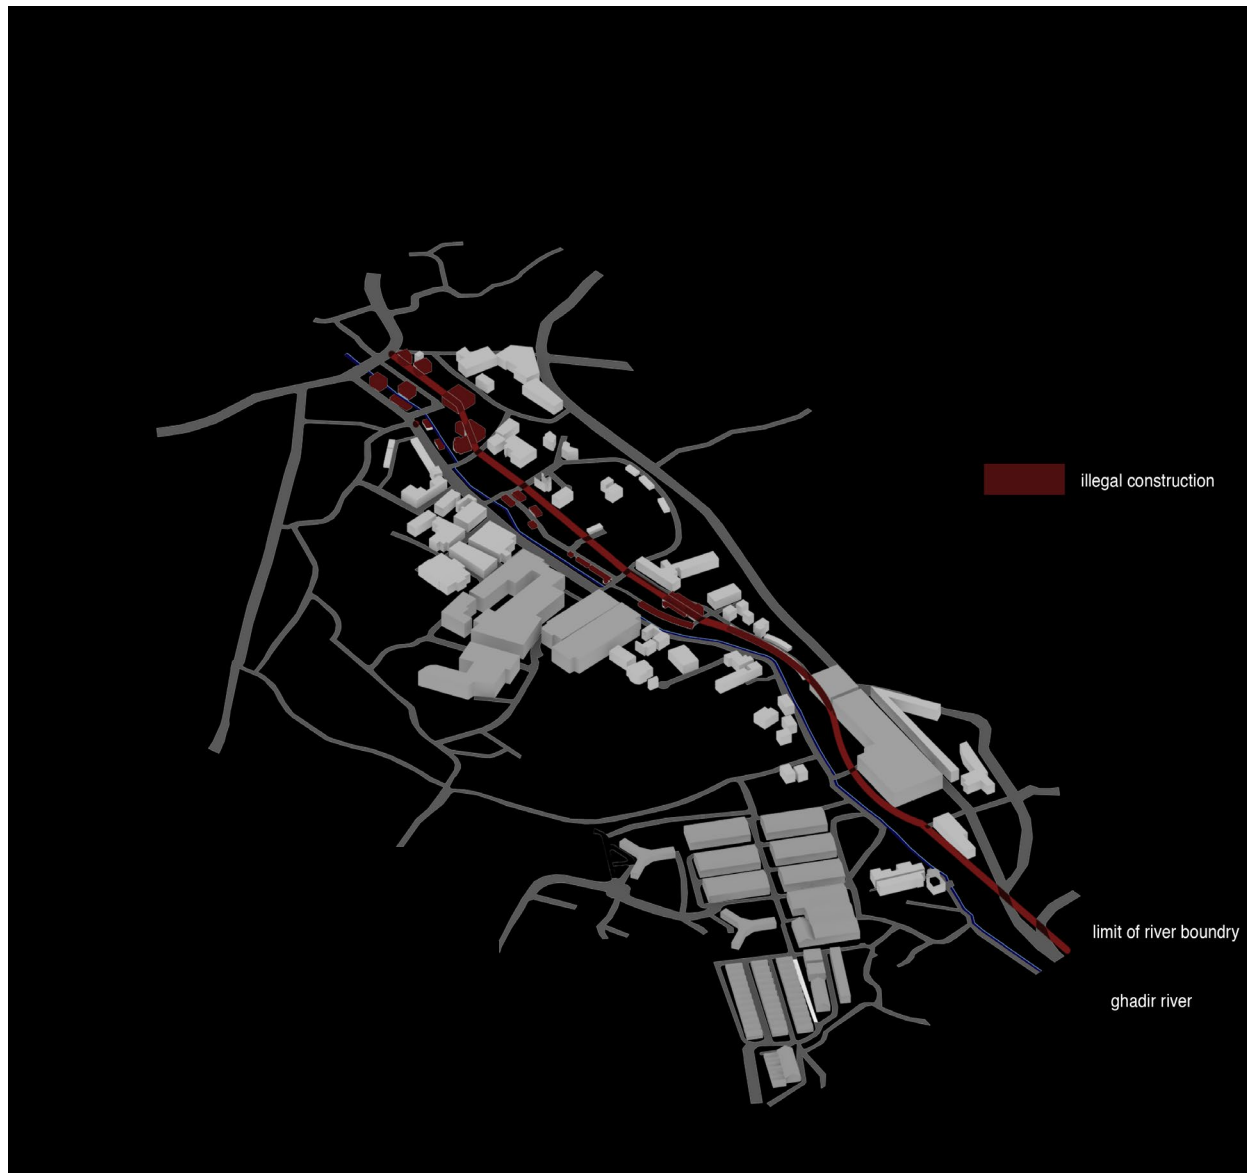 illegal construction
limit of river boundry
ghadir river